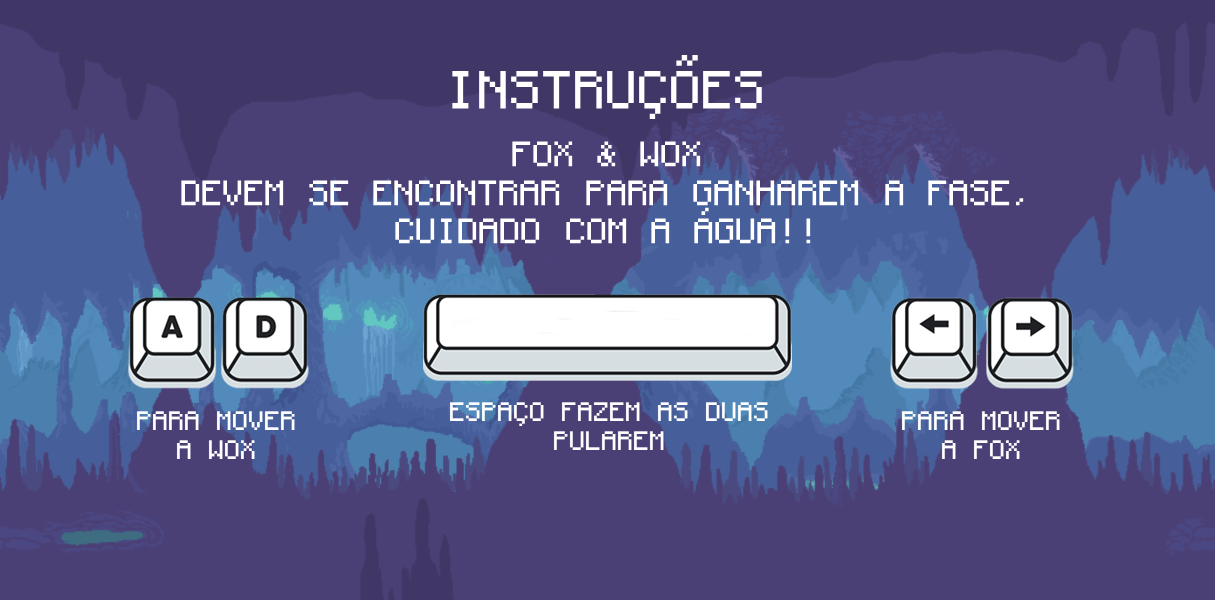 INSTRUÇÕES
FOX & WOX
DEVEM SE ENCONTRAR PARA GANHAREM A FASE,
CUIDADO COM A ÁGUA!!
A D
← →
PARA MOVER
A WOX
ESPAÇO FAZEM AS DUAS
PULAREM
PARA MOVER
A FOX